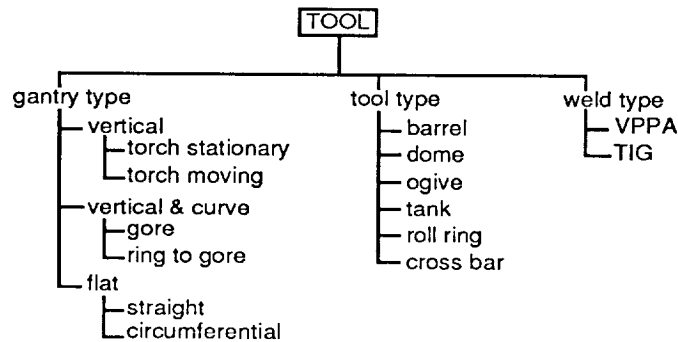 TOOL
gantry type
vertical
torch stationary
torch moving
vertical & curve
gore
ring to gore
flat
straight
circumferential
tool type
barrel
dome
ogive
tank
roll ring
cross bar
weld type
VPPA
TIG